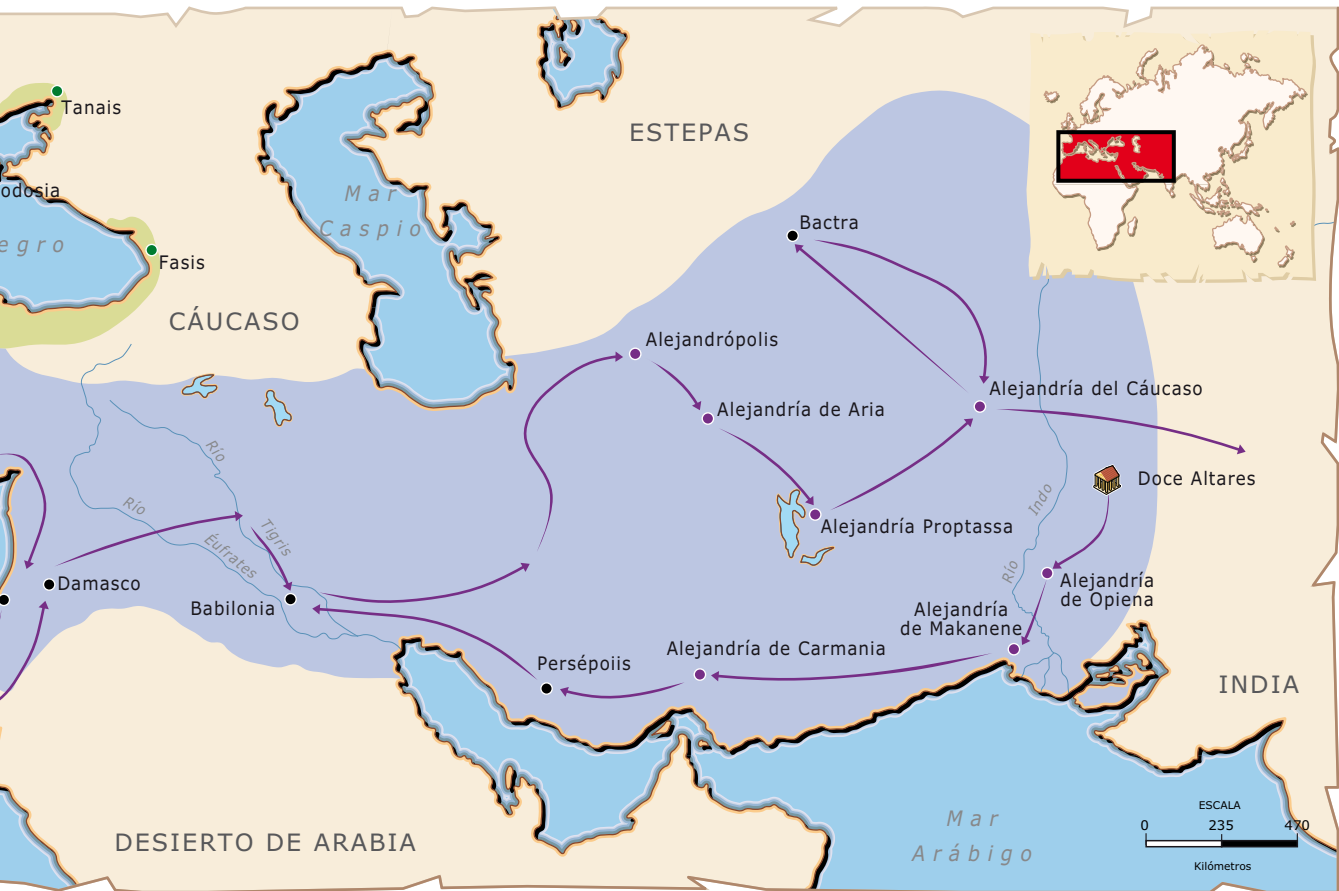 Tanais
odosia
egro
Fasis
CÁUCASO
Mar
Caspio
ESTEPAS
Bactra
Alejandrópolis
Alejandría del Cáucaso
Alejandría de Aria
Doce Altares
Alejandría Proptassa
Río
Tigris
Río
Éufrates
Río
Indo
Damasco
Babilonia
Alejandría
de Opiena
Alejandría
de Makanene
Alejandría de Carmania
Persépoiis
INDIA
DESIERTO DE ARABIA
Mar
Arábigo
ESCALA
0 235 470
Kilómetros